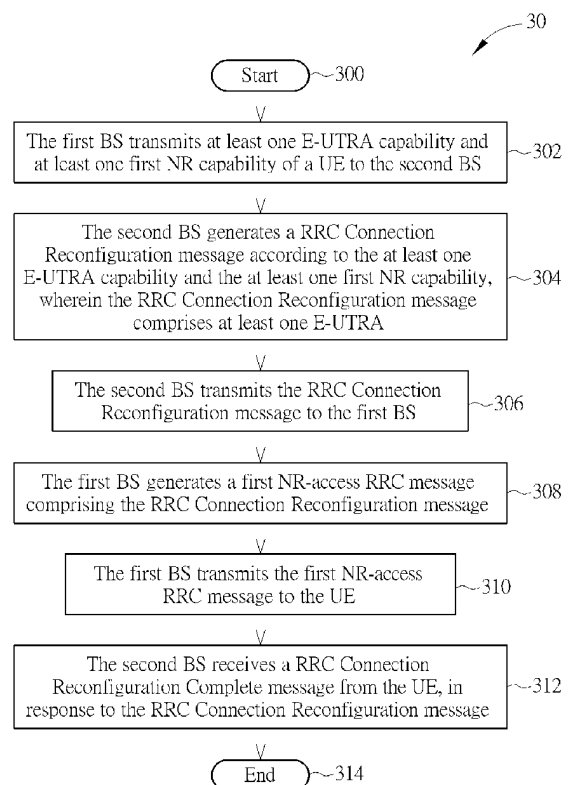 30
Start 300
The first BS transmits at least one E-UTRA capability and
at least one first NR capability of a UE to the second BS
302
The second BS generates a RRC Connection
Reconfiguration message according to the at least one
E-UTRA capability and the at least one first NR capability,
wherein the RRC Connection Reconfiguration message
comprises at least one E-UTRA
304
The second BS transmits the RRC Connection
Reconfiguration message to the first BS
306
The first BS generates a first NR-access RRC message
comprising the RRC Connection Reconfiguration message
308
The first BS transmits the first NR-access
RRC message to the UE
310
The second BS receives a RRC Connection
Reconfiguration Complete message from the UE, in
response to the RRC Connection Reconfiguration message
312
End 314